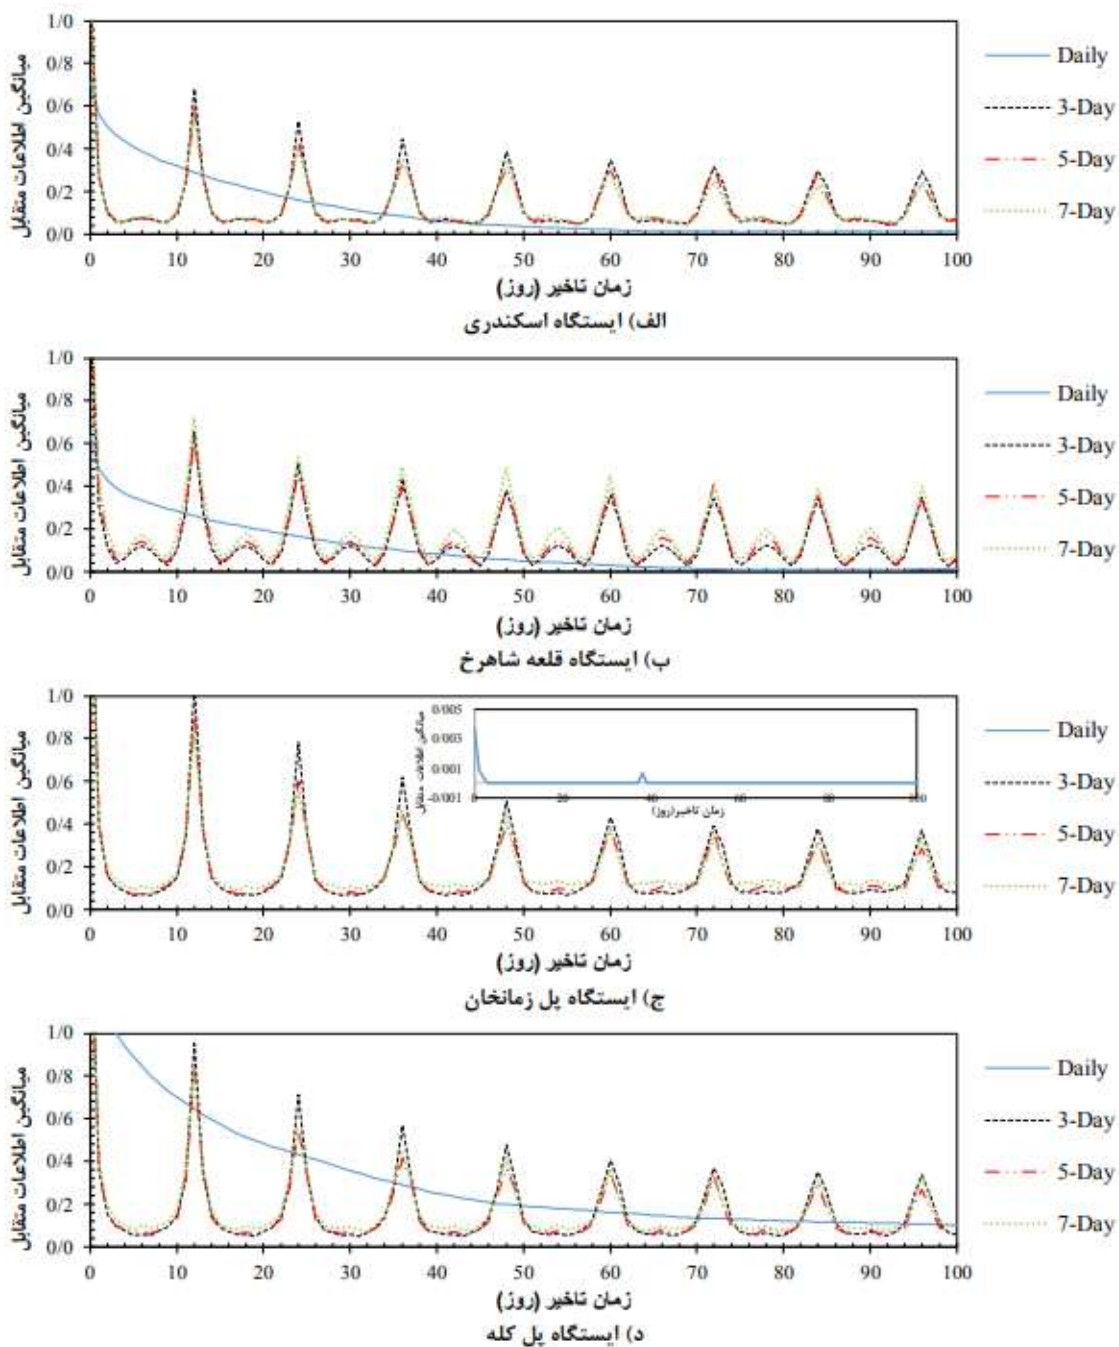 میانگین اطلاعات متقابل
1/0
0/8
0/6
0/4
0/2
0/0
0 10 20 30 40 50 60 70 80 90 100
زمان تاخیر (روز)
Daily
3-Day
5-Day
7-Day
الف) ایستگاه اسکندری
میانگین اطلاعات متقابل
1/0
0/8
0/6
0/4
0/2
0/0
0 10 20 30 40 50 60 70 80 90 100
زمان تاخیر (روز)
Daily
3-Day
5-Day
7-Day
ب) ایستگاه قلعه شاهرخ
میانگین اطلاعات متقابل
1/0
0/8
0/6
0/4
0/2
0/0
0 10 20 30 40 50 60 70 80 90 100
زمان تاخیر (روز)
میانگین اطلاعات متقابل
0/005
0/003
0/001
-0/001
0 20 40 60 80 100
زمان تاخیر(روز)
Daily
3-Day
5-Day
7-Day
ج) ایستگاه پل زمانخان
میانگین اطلاعات متقابل
1/0
0/8
0/6
0/4
0/2
0/0
0 10 20 30 40 50 60 70 80 90 100
زمان تاخیر (روز)
Daily
3-Day
5-Day
7-Day
د) ایستگاه پل کله